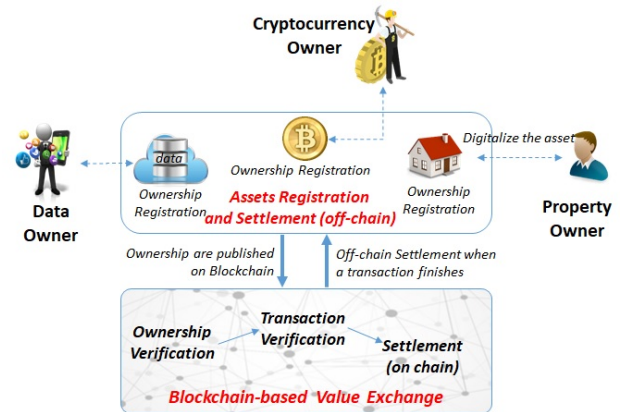 Cryptocurrency
Owner
data
Ownership
Registration
Ownership Registration
Digitalize the asset
Ownership
Registration
Assets Registration
and Settlement (off-chain)
Data
Owner
Property
Owner
Ownership are published
on Blockchain
Off-chain Settlement when
a transaction finishes
Ownership
Verification
Transaction
Verification
Settlement
(on chain)
Blockchain-based Value Exchange